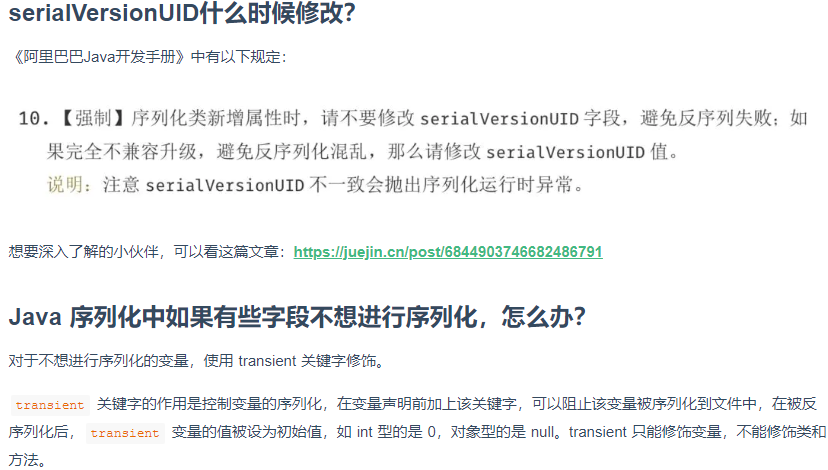 serialVersionUID什么时候修改？
《阿里巴巴Java开发手册》中有以下规定：
10.【强制】序列化类新增属性时，请不要修改 serialVersionUID 字段，避免反序列失败；如
果完全不兼容升级，避免反序列化混乱，那么请修改 serialVersionUID 值。
说明：注意 serialVersionUID 不一致会抛出序列化运行时异常。
想要深入了解的小伙伴，可以看这篇文章：https://juejin.cn/post/6844903746682486791
Java 序列化中如果有些字段不想进行序列化，怎么办？
对于不想进行序列化的变量，使用 transient 关键字修饰。
transient 关键字的作用是控制变量的序列化，在变量声明前加上该关键字，可以阻止该变量被序列化到文件中，在被反
序列化后， transient 变量的值被设为初始值，如 int 型的是 0，对象型的是 null。transient 只能修饰变量，不能修饰类和
方法。